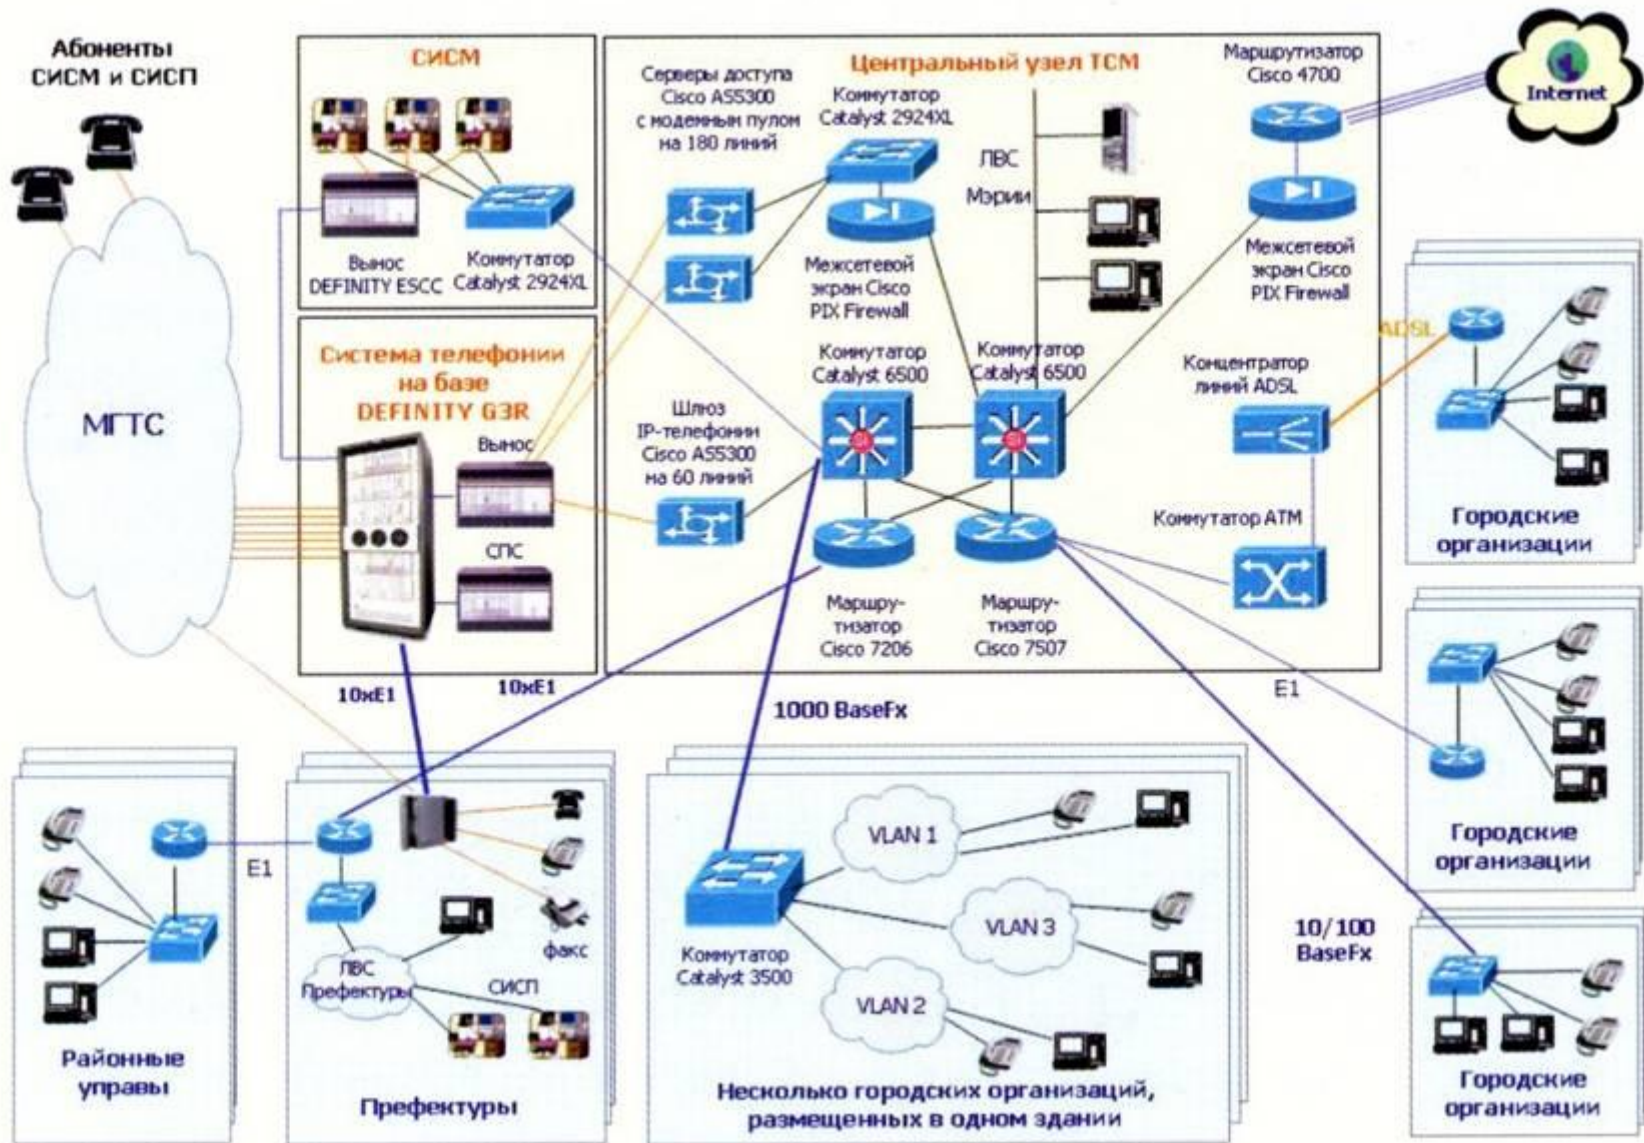 Абоненты
СИСМ и СИСП
МГТС
СИСМ
Вынос
DEFINITY ESCC
Коммутатор
Catalyst 2924XL
Система телефонии
на базе
DEFINITY G3R
Вынос
СПС
10xE1
10xE1
Центральный узел ТСМ
Серверы доступа
Cisco AS5300
с модемным пулом
на 180 линий
Коммутатор
Catalyst 2924XL
ЛВС
Мэрии
Маршрутизатор
Cisco 4700
Internet
Межсетевой
экран Cisco
PIX Firewall
Межсетевой
экран Cisco
PIX Firewall
Коммутатор
Catalyst 6500
Коммутатор
Catalyst 6500
Si
Si
Шлюз
IP-телефонии
Cisco AS5300
на 60 линий
Концентратор
линий ADSL
ADSL
Коммутатор ATM
Маршру-
тизатор
Cisco 7206
Маршру-
тизатор
Cisco 7507
1000 BaseFx
E1
Городские
организации
Городские
организации
10/100
BaseFx
Городские
организации
E1
Районные
управы
факс
ЛВС
Префектуры
СИСП
Префектуры
Коммутатор
Catalyst 3500
VLAN 1
VLAN 3
VLAN 2
Несколько городских организаций,
размещенных в одном здании